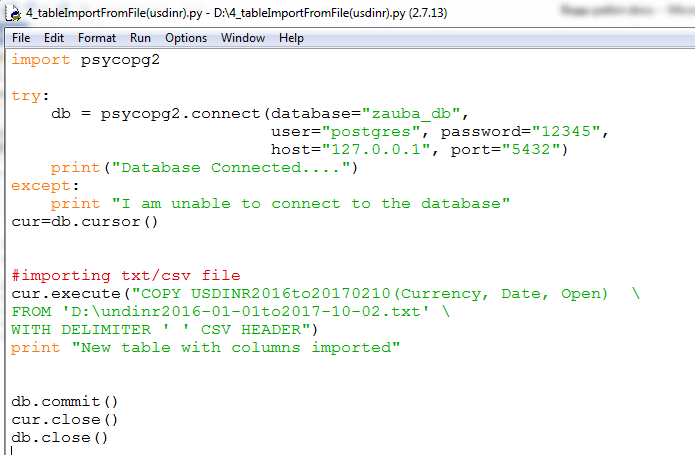 4_tableImportFromFile(usdinr).py - D:\4_tableImportFromFile(usdinr).py (2.7.13)
File Edit Format Run Options Window Help
import psycopg2
try:
    db = psycopg2.connect(database="zauba_db",
                          user="postgres", password="12345",
                          host="127.0.0.1", port="5432")
    print("Database Connected....")
except:
    print "I am unable to connect to the database"
cur=db.cursor()
#importing txt/csv file
cur.execute("COPY USDINR2016to20170210(Currency, Date, Open)  \
FROM 'D:\undinr2016-01-01to2017-10-02.txt' \
WITH DELIMITER ' ' CSV HEADER")
print "New table with columns imported"
db.commit()
cur.close()
db.close()